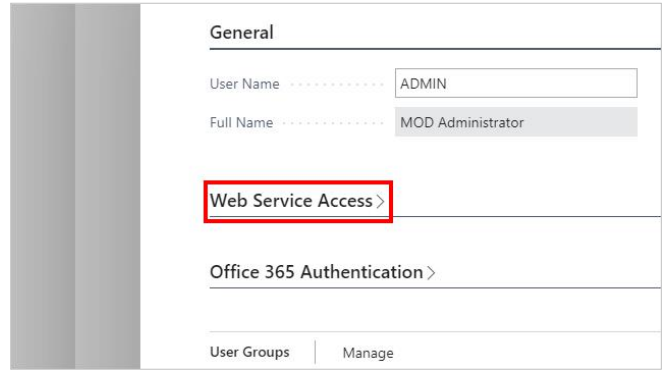 General
User Name ADMIN
Full Name MOD Administrator
Web Service Access >
Office 365 Authentication >
User Groups Manage